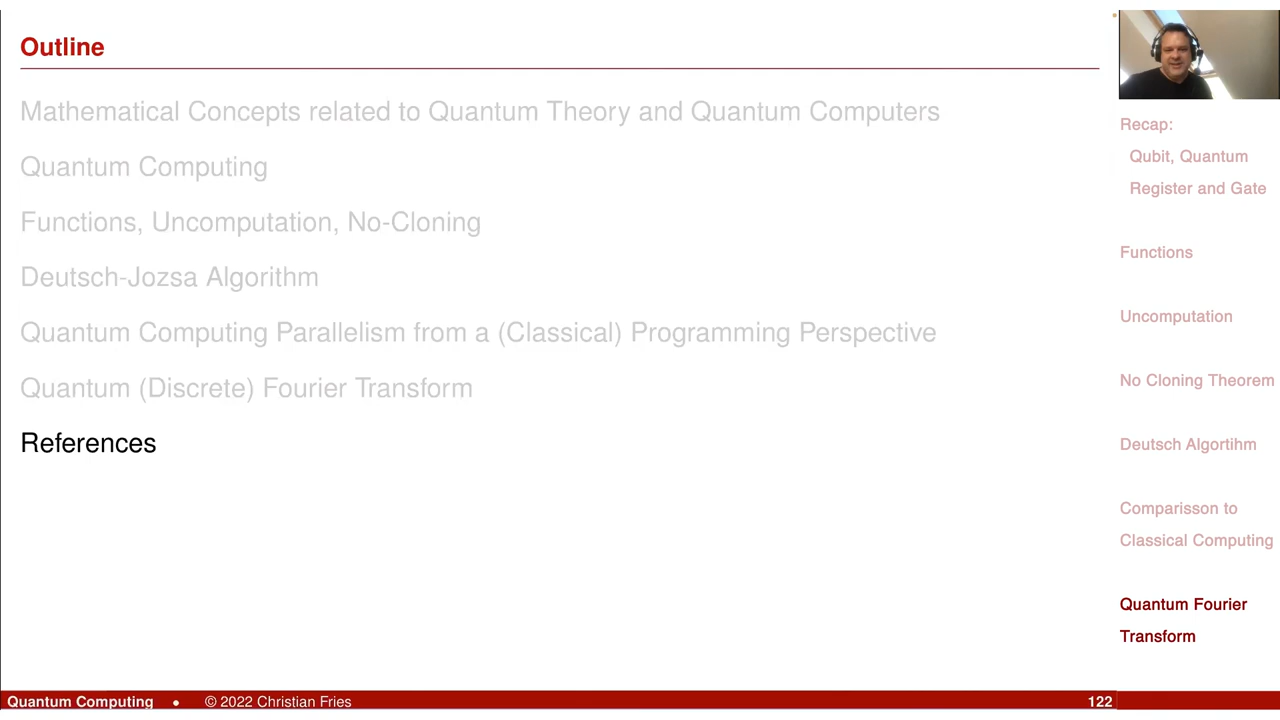 Outline
Mathematical Concepts related to Quantum Theory and Quantum Computers
Quantum Computing
Functions, Uncomputation, No-Cloning
Deutsch-Jozsa Algorithm
Quantum Computing Parallelism from a (Classical) Programming Perspective
Quantum (Discrete) Fourier Transform
References
Recap:
Qubit, Quantum
Register and Gate
Functions
Uncomputation
No Cloning Theorem
Deutsch Algortihm
Comparisson to
Classical Computing
Quantum Fourier
Transform
Quantum Computing • © 2022 Christian Fries 122